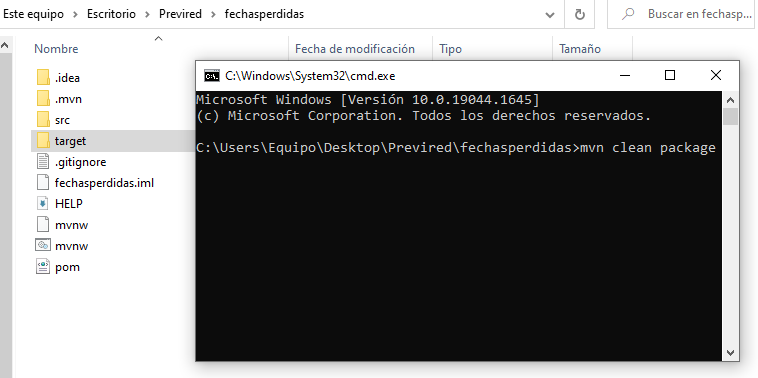 Este equipo > Escritorio > Previred > fechasperdidas
Buscar en fechasp...
Nombre
Fecha de modificación
Tipo
Tamaño
.idea
.mvn
src
target
.gitignore
fechasperdidas.iml
HELP
mvnw
mvnw
pom
C:\Windows\System32\cmd.exe
Microsoft Windows [Versión 10.0.19044.1645]
(c) Microsoft Corporation. Todos los derechos reservados.
C:\Users\Equipo\Desktop\Previred\fechasperdidas>mvn clean package